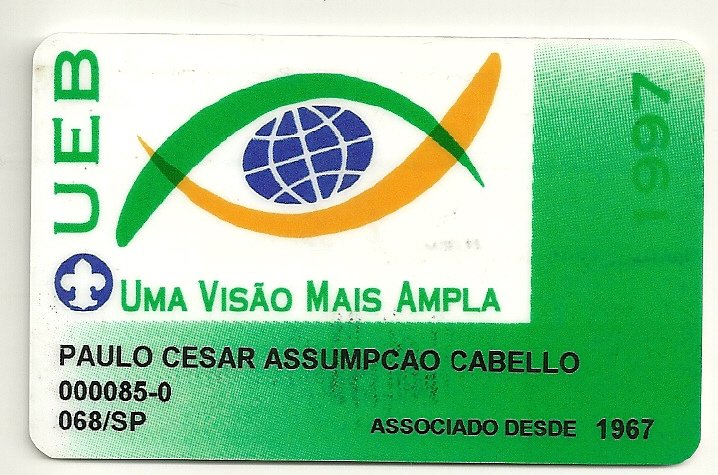 UEB
1997
UMA VISÃO MAIS AMPLA
PAULO CESAR ASSUMPCAO CABELLO
000085-0
068/SP
ASSOCIADO DESDE 1967